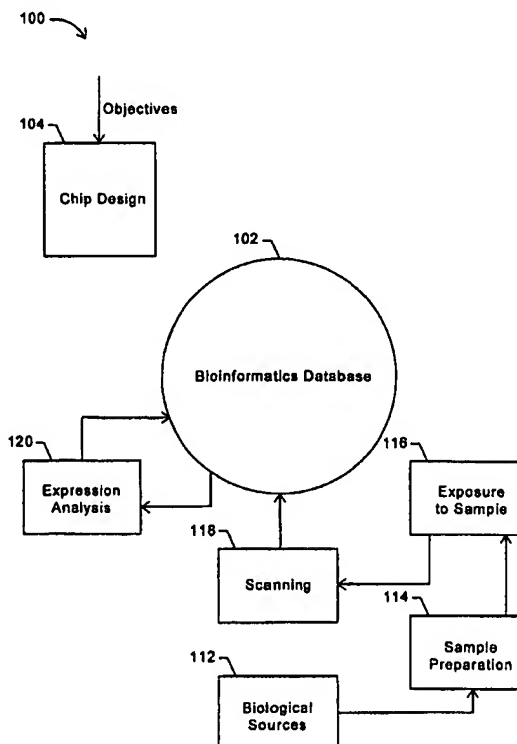 100
Objectives
104
Chip Design
102
Bioinformatics Database
120
Expression
Analysis
116
Exposure
to Sample
118
Scanning
114
Sample
Preparation
112
Biological
Sources